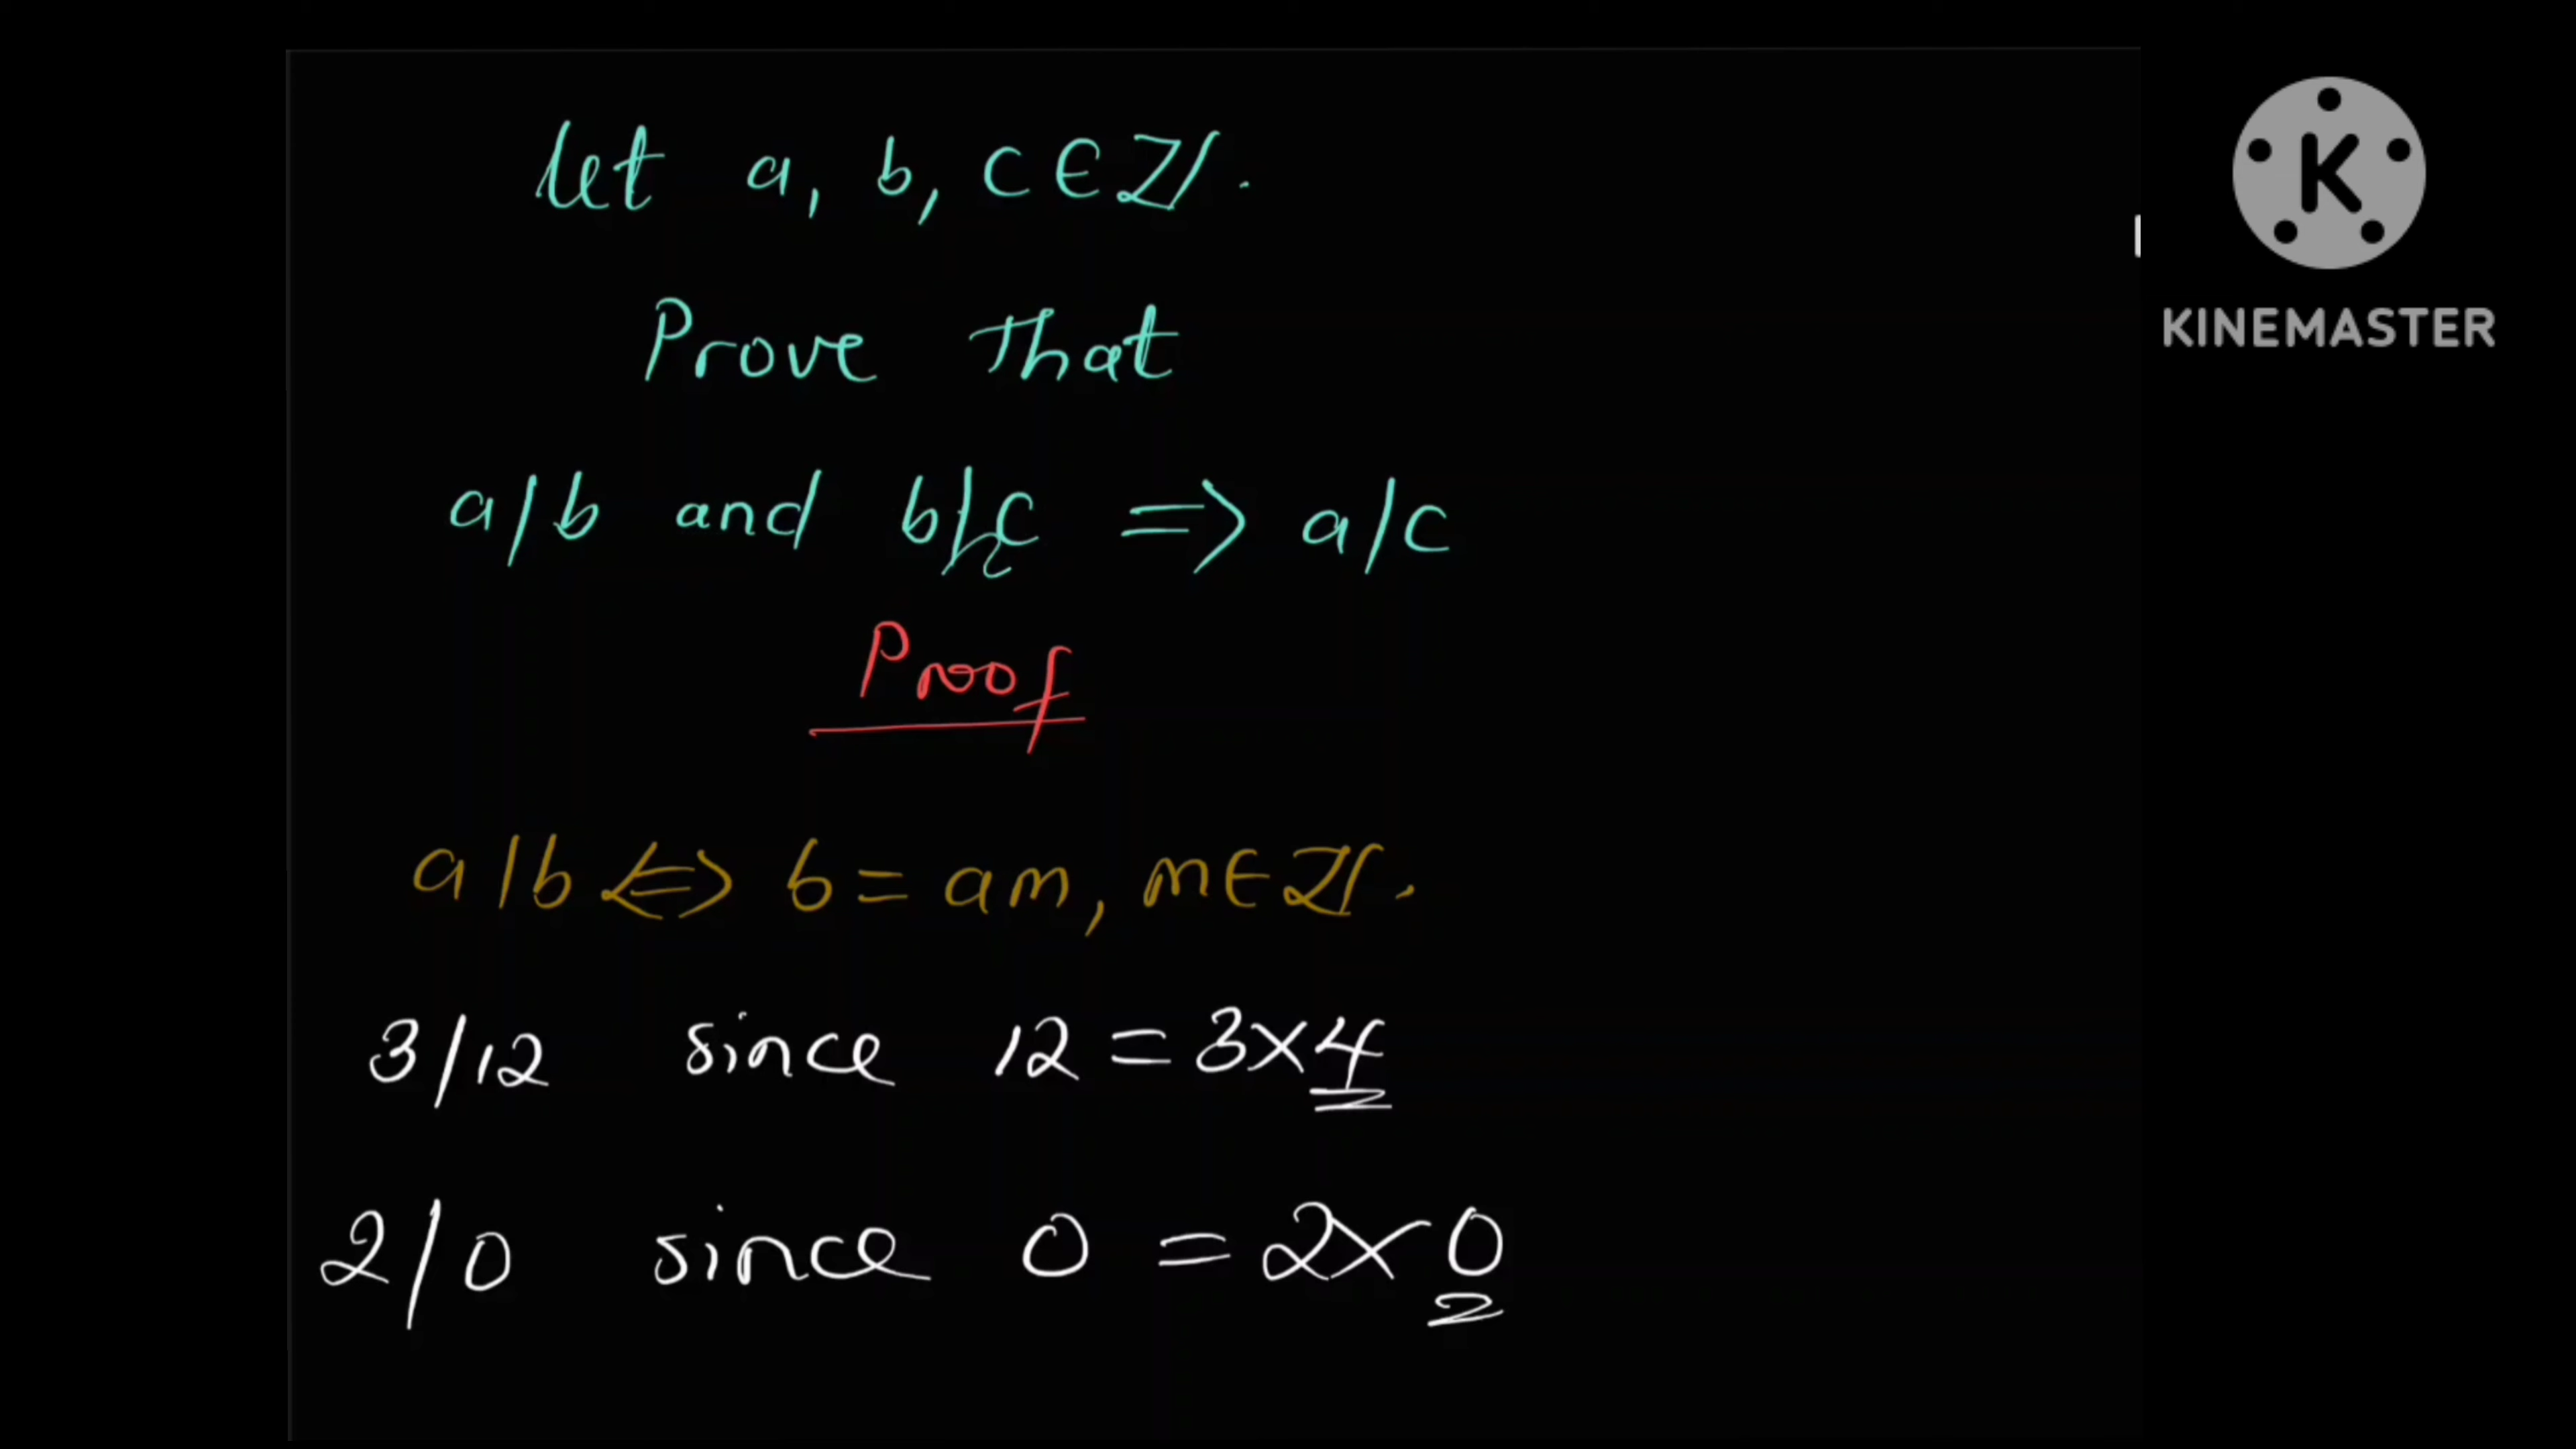 Let a, b, c ∈ ℤ.
Prove That
a/b and b/c => a/c
Proof
a/b <=> b = am, m ∈ ℤ.
3/12 since 12 = 3×4
2/0 since 0 = 2×0
K
KINEMASTER